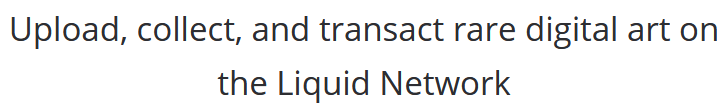 Upload, collect, and transact rare digital art on
the Liquid Network